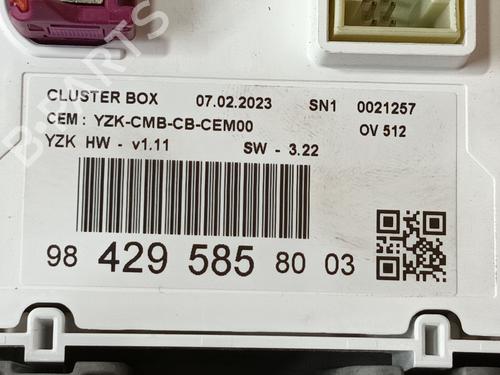 CLUSTER BOX 07.02.2023 SN1 0021257
CEM : YZK-CMB-CB-CEM00 OV 512
YZK HW - v1.11 SW - 3.22
98 429 585 80 03
B-PARTS